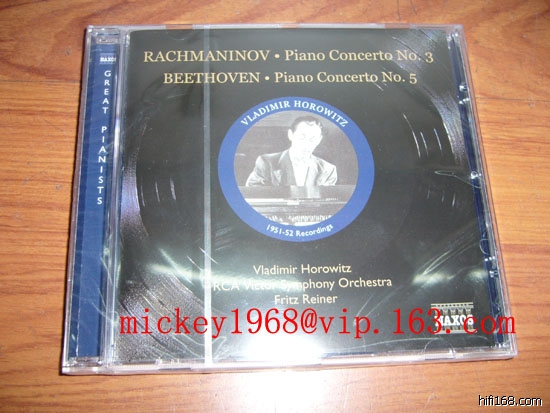 RACHMANINOV • Piano Concerto No. 3
BEETHOVEN • Piano Concerto No. 5
NAXOS
GREAT PIANISTS
VLADIMIR HOROWITZ
1951-52 Recordings
Vladimir Horowitz
RCA Victor Symphony Orchestra
Fritz Reiner
mickey1968@vip.163.com
NAXOS
hifi168.com